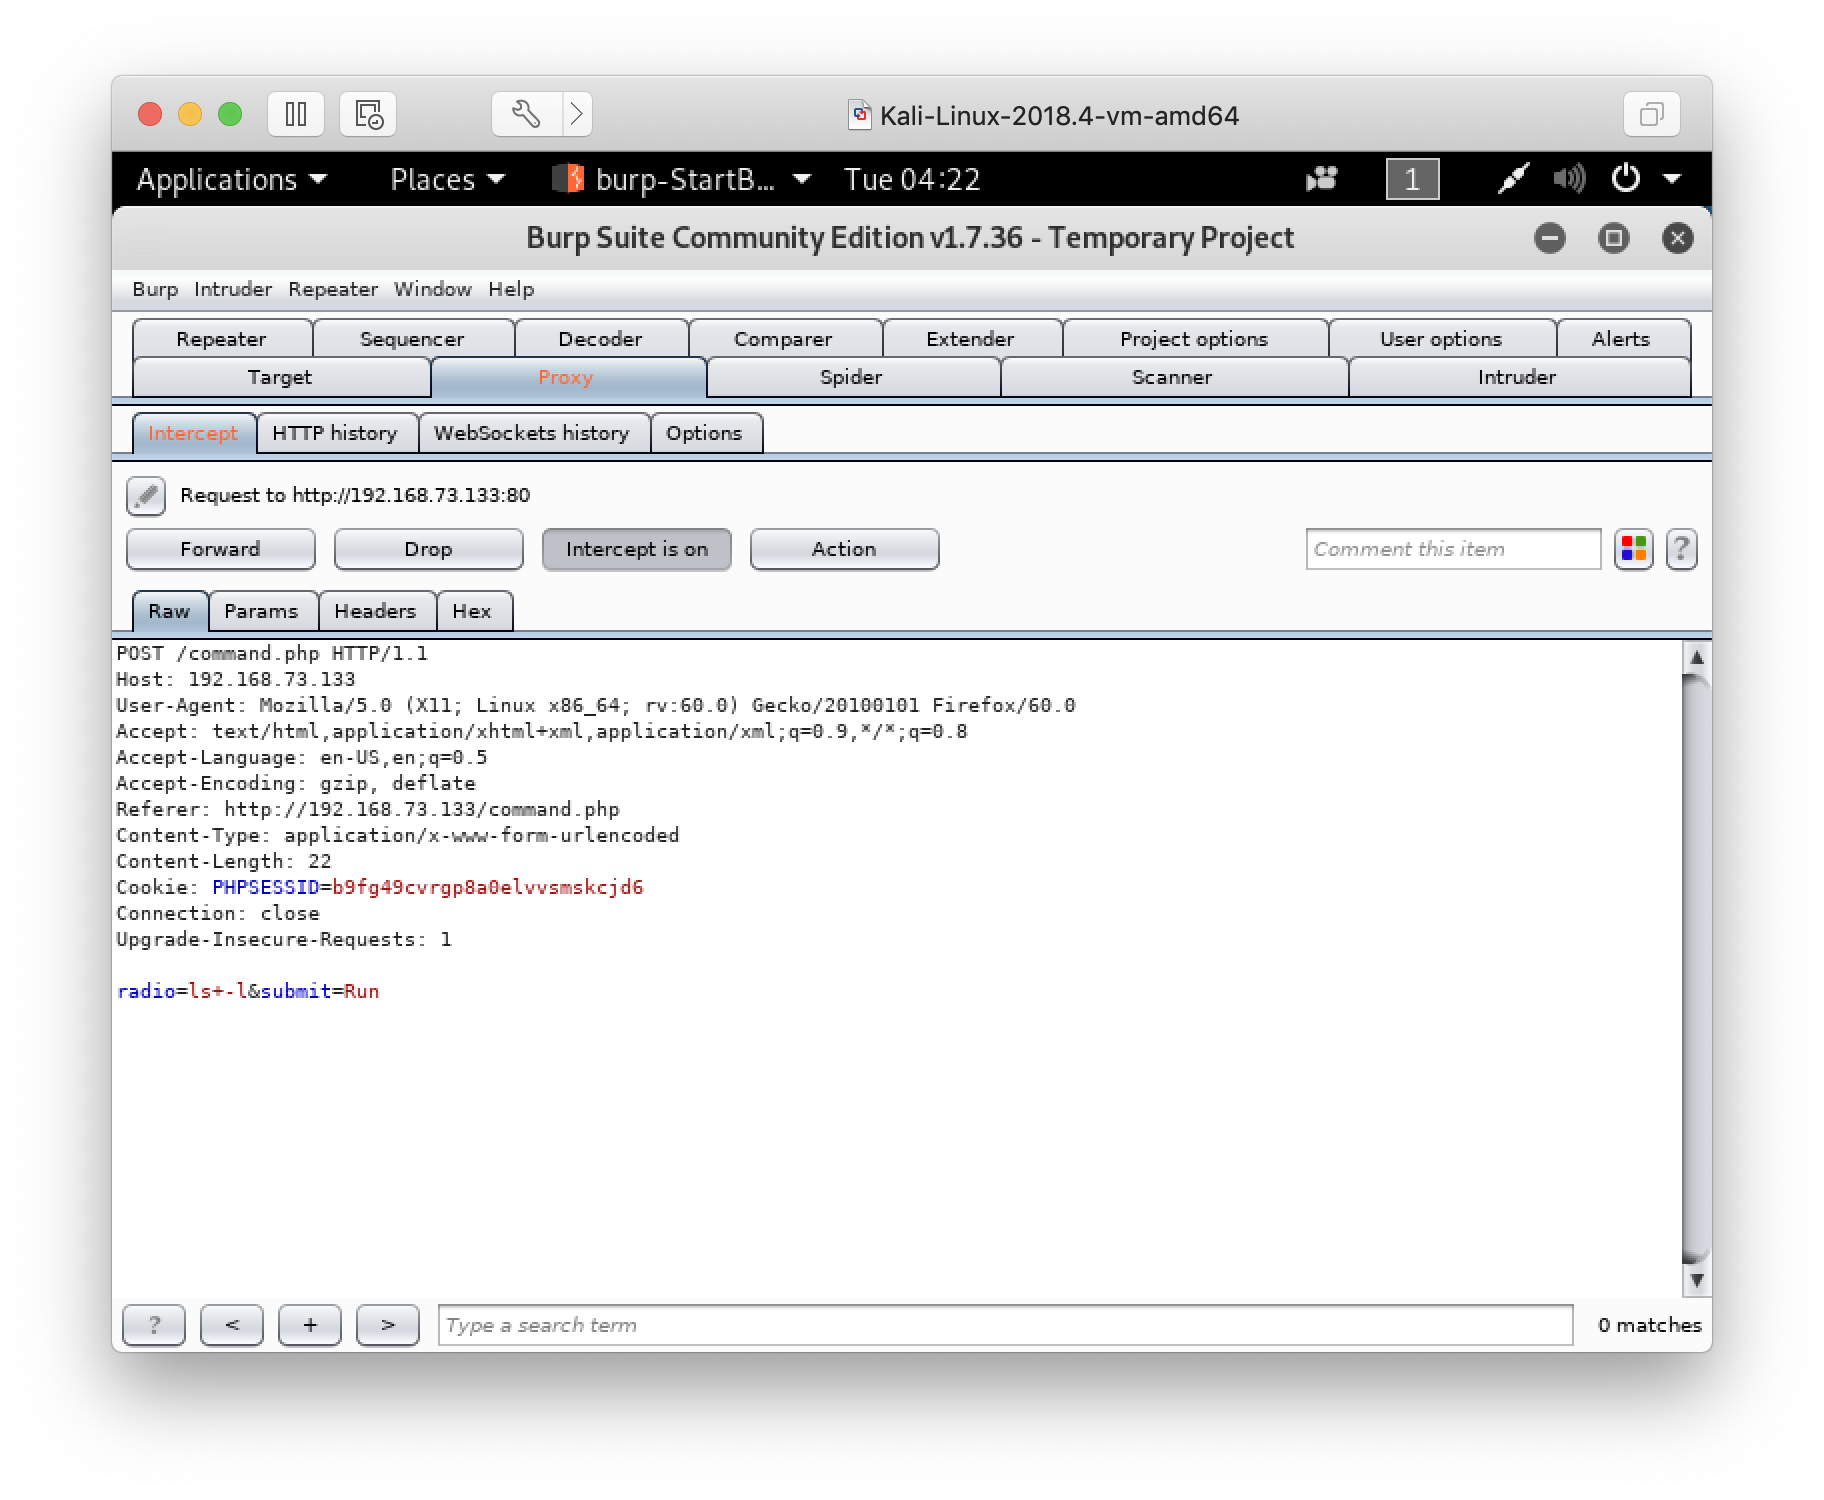 Kali-Linux-2018.4-vm-amd64
Applications Places burp-StartB... Tue 04:22 1
Burp Suite Community Edition v1.7.36 - Temporary Project
Burp Intruder Repeater Window Help
Repeater Sequencer Decoder Comparer Extender Project options User options Alerts
Target Proxy Spider Scanner Intruder
Intercept HTTP history WebSockets history Options
Request to http://192.168.73.133:80
Forward Drop Intercept is on Action Comment this item ?
Raw Params Headers Hex
POST /command.php HTTP/1.1
Host: 192.168.73.133
User-Agent: Mozilla/5.0 (X11; Linux x86_64; rv:60.0) Gecko/20100101 Firefox/60.0
Accept: text/html,application/xhtml+xml,application/xml;q=0.9,*/*;q=0.8
Accept-Language: en-US,en;q=0.5
Accept-Encoding: gzip, deflate
Referer: http://192.168.73.133/command.php
Content-Type: application/x-www-form-urlencoded
Content-Length: 22
Cookie: PHPSESSID=b9fg49cvrgp8a0elvvsmskcjd6
Connection: close
Upgrade-Insecure-Requests: 1
radio=ls+-l&submit=Run
? < + > Type a search term 0 matches